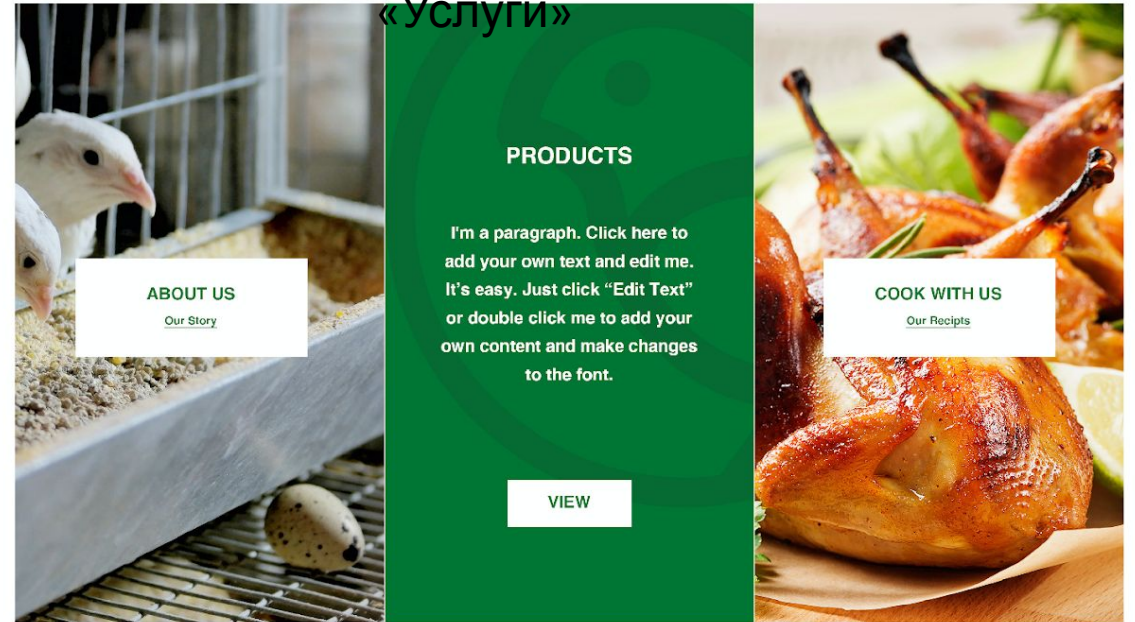 «Услуги»
ABOUT US
Our Story
PRODUCTS
I'm a paragraph. Click here to
add your own text and edit me.
It's easy. Just click “Edit Text”
or double click me to add your
own content and make changes
to the font.
VIEW
COOK WITH US
Our Recipts